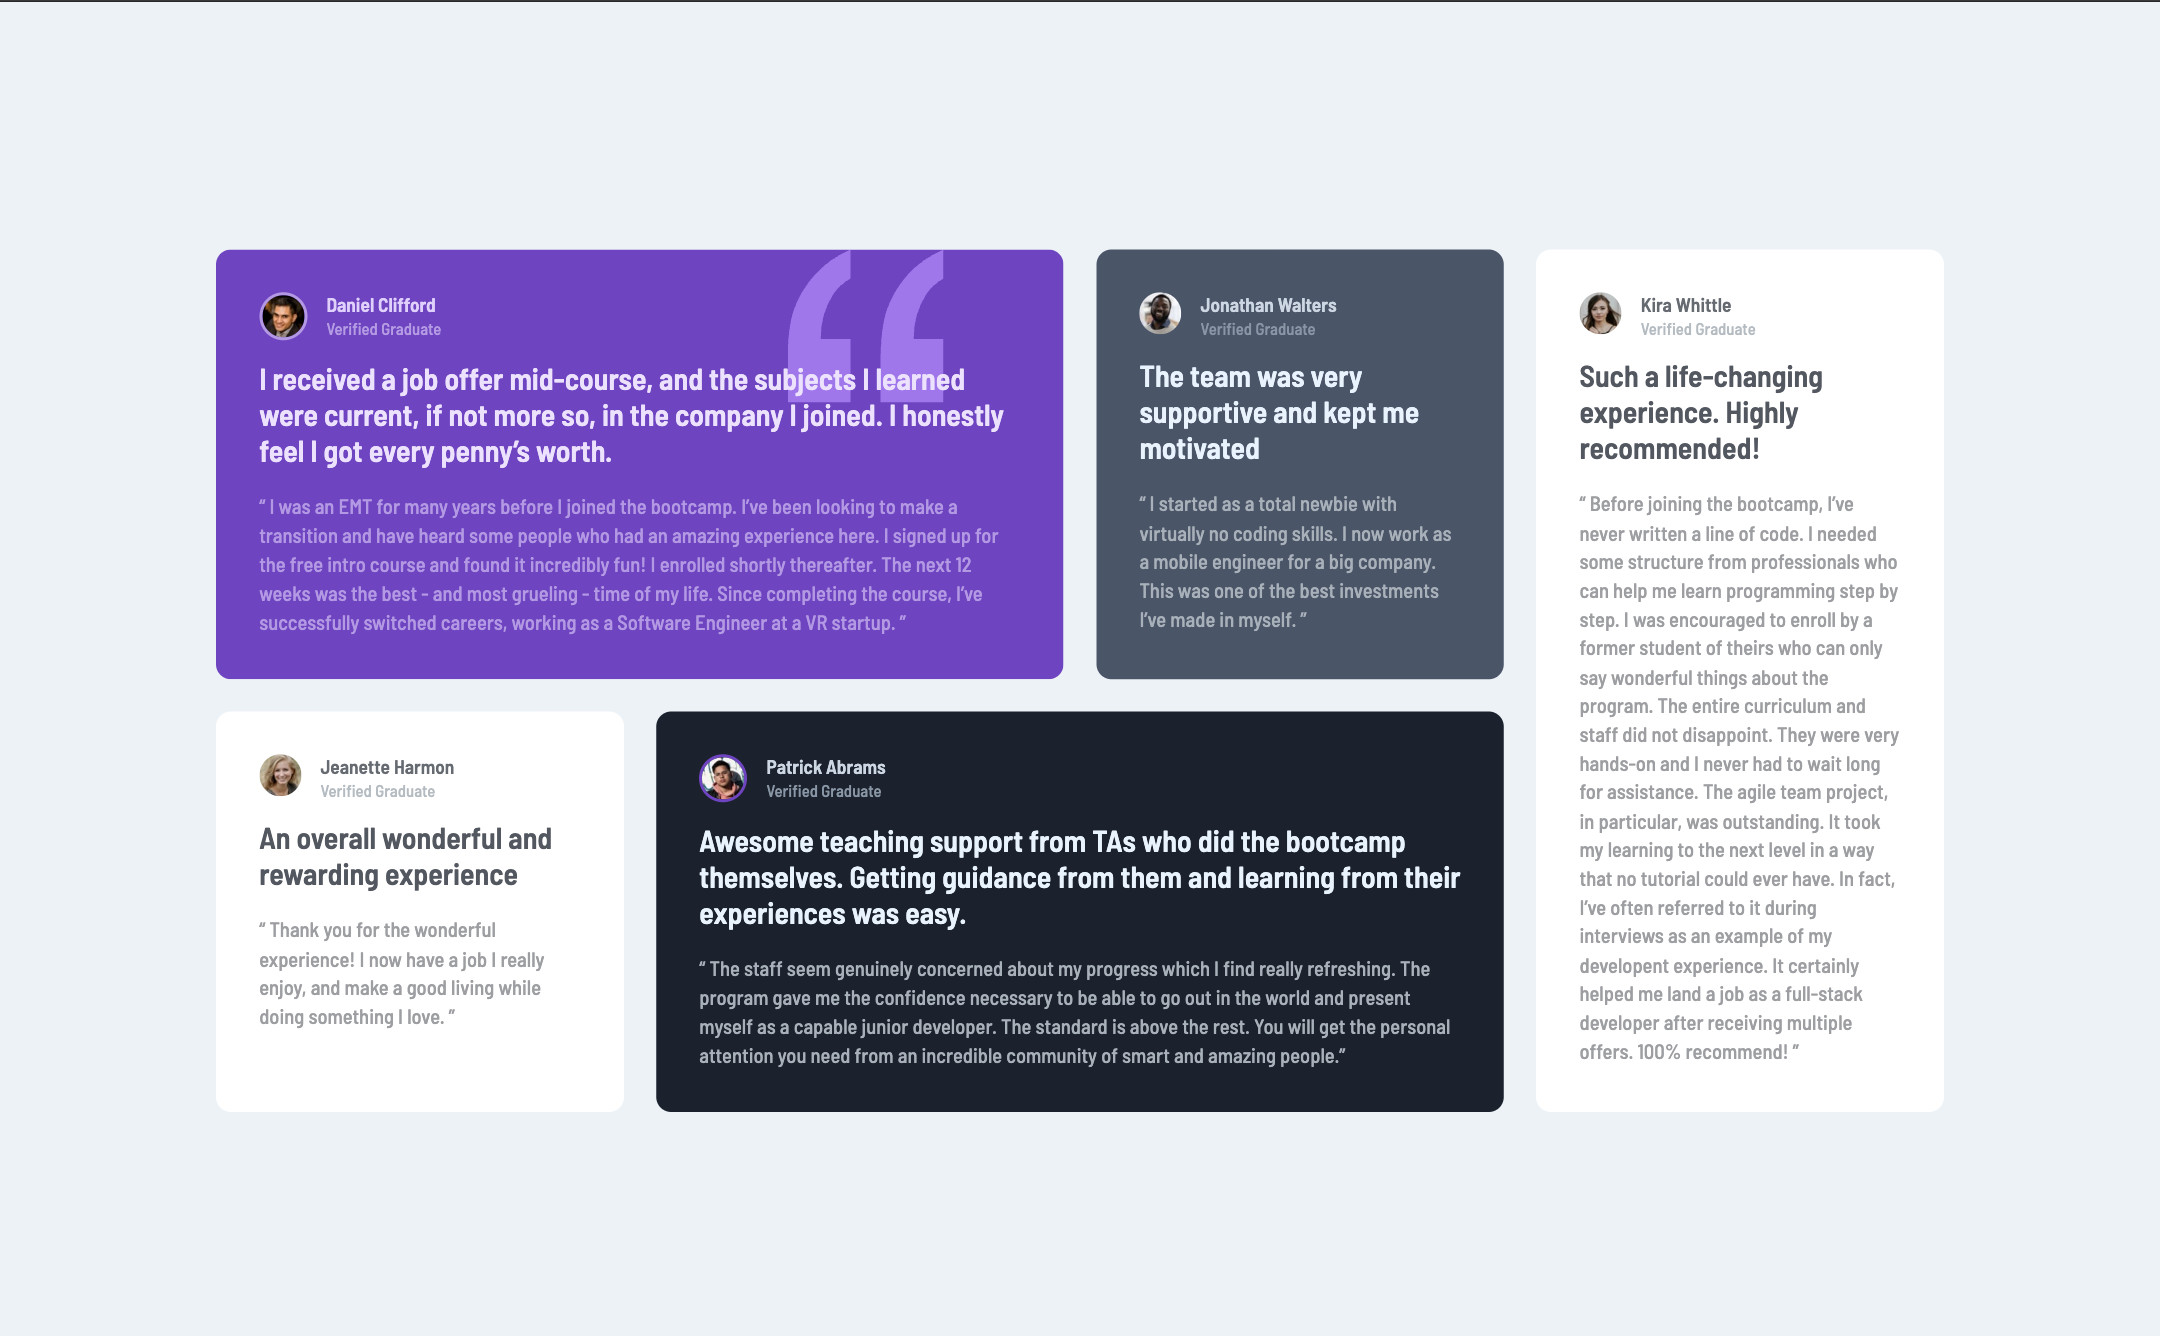 Daniel Clifford
Verified Graduate
I received a job offer mid-course, and the subjects I learned
were current, if not more so, in the company I joined. I honestly
feel I got every penny’s worth.
“ I was an EMT for many years before I joined the bootcamp. I’ve been looking to make a
transition and have heard some people who had an amazing experience here. I signed up for
the free intro course and found it incredibly fun! I enrolled shortly thereafter. The next 12
weeks was the best - and most grueling - time of my life. Since completing the course, I’ve
successfully switched careers, working as a Software Engineer at a VR startup. ”
Jonathan Walters
Verified Graduate
The team was very
supportive and kept me
motivated
“ I started as a total newbie with
virtually no coding skills. I now work as
a mobile engineer for a big company.
This was one of the best investments
I’ve made in myself. ”
Kira Whittle
Verified Graduate
Such a life-changing
experience. Highly
recommended!
“ Before joining the bootcamp, I’ve
never written a line of code. I needed
some structure from professionals who
can help me learn programming step by
step. I was encouraged to enroll by a
former student of theirs who can only
say wonderful things about the
program. The entire curriculum and
staff did not disappoint. They were very
hands-on and I never had to wait long
for assistance. The agile team project,
in particular, was outstanding. It took
my learning to the next level in a way
that no tutorial could ever have. In fact,
I’ve often referred to it during
interviews as an example of my
developent experience. It certainly
helped me land a job as a full-stack
developer after receiving multiple
offers. 100% recommend! ”
Jeanette Harmon
Verified Graduate
An overall wonderful and
rewarding experience
“ Thank you for the wonderful
experience! I now have a job I really
enjoy, and make a good living while
doing something I love. ”
Patrick Abrams
Verified Graduate
Awesome teaching support from TAs who did the bootcamp
themselves. Getting guidance from them and learning from their
experiences was easy.
“ The staff seem genuinely concerned about my progress which I find really refreshing. The
program gave me the confidence necessary to be able to go out in the world and present
myself as a capable junior developer. The standard is above the rest. You will get the personal
attention you need from an incredible community of smart and amazing people.”